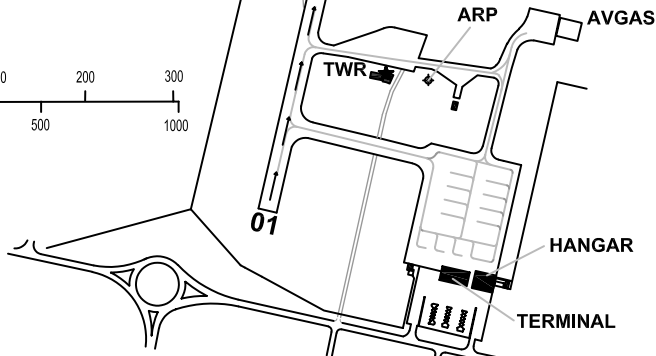 ARP
AVGAS
TWR
0 200 300
500 1000
01
HANGAR
TERMINAL